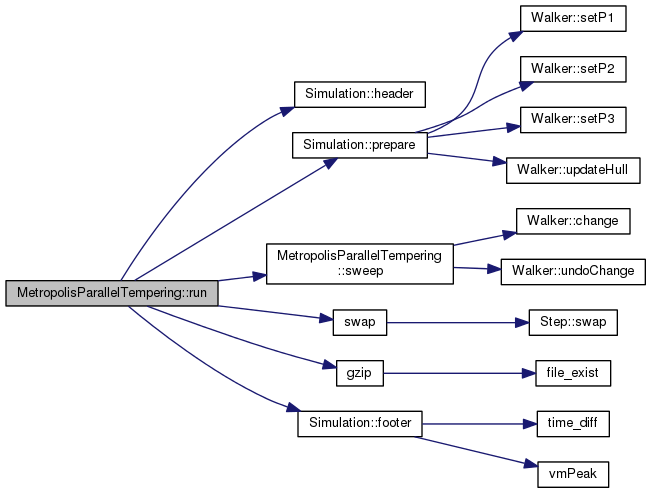 Walker::setP1
Walker::setP2
Simulation::header
Walker::setP3
Simulation::prepare
Walker::updateHull
Walker::change
MetropolisParallelTempering
::sweep
Walker::undoChange
MetropolisParallelTempering::run
swap
Step::swap
gzip
file_exist
Simulation::footer
time_diff
vmPeak